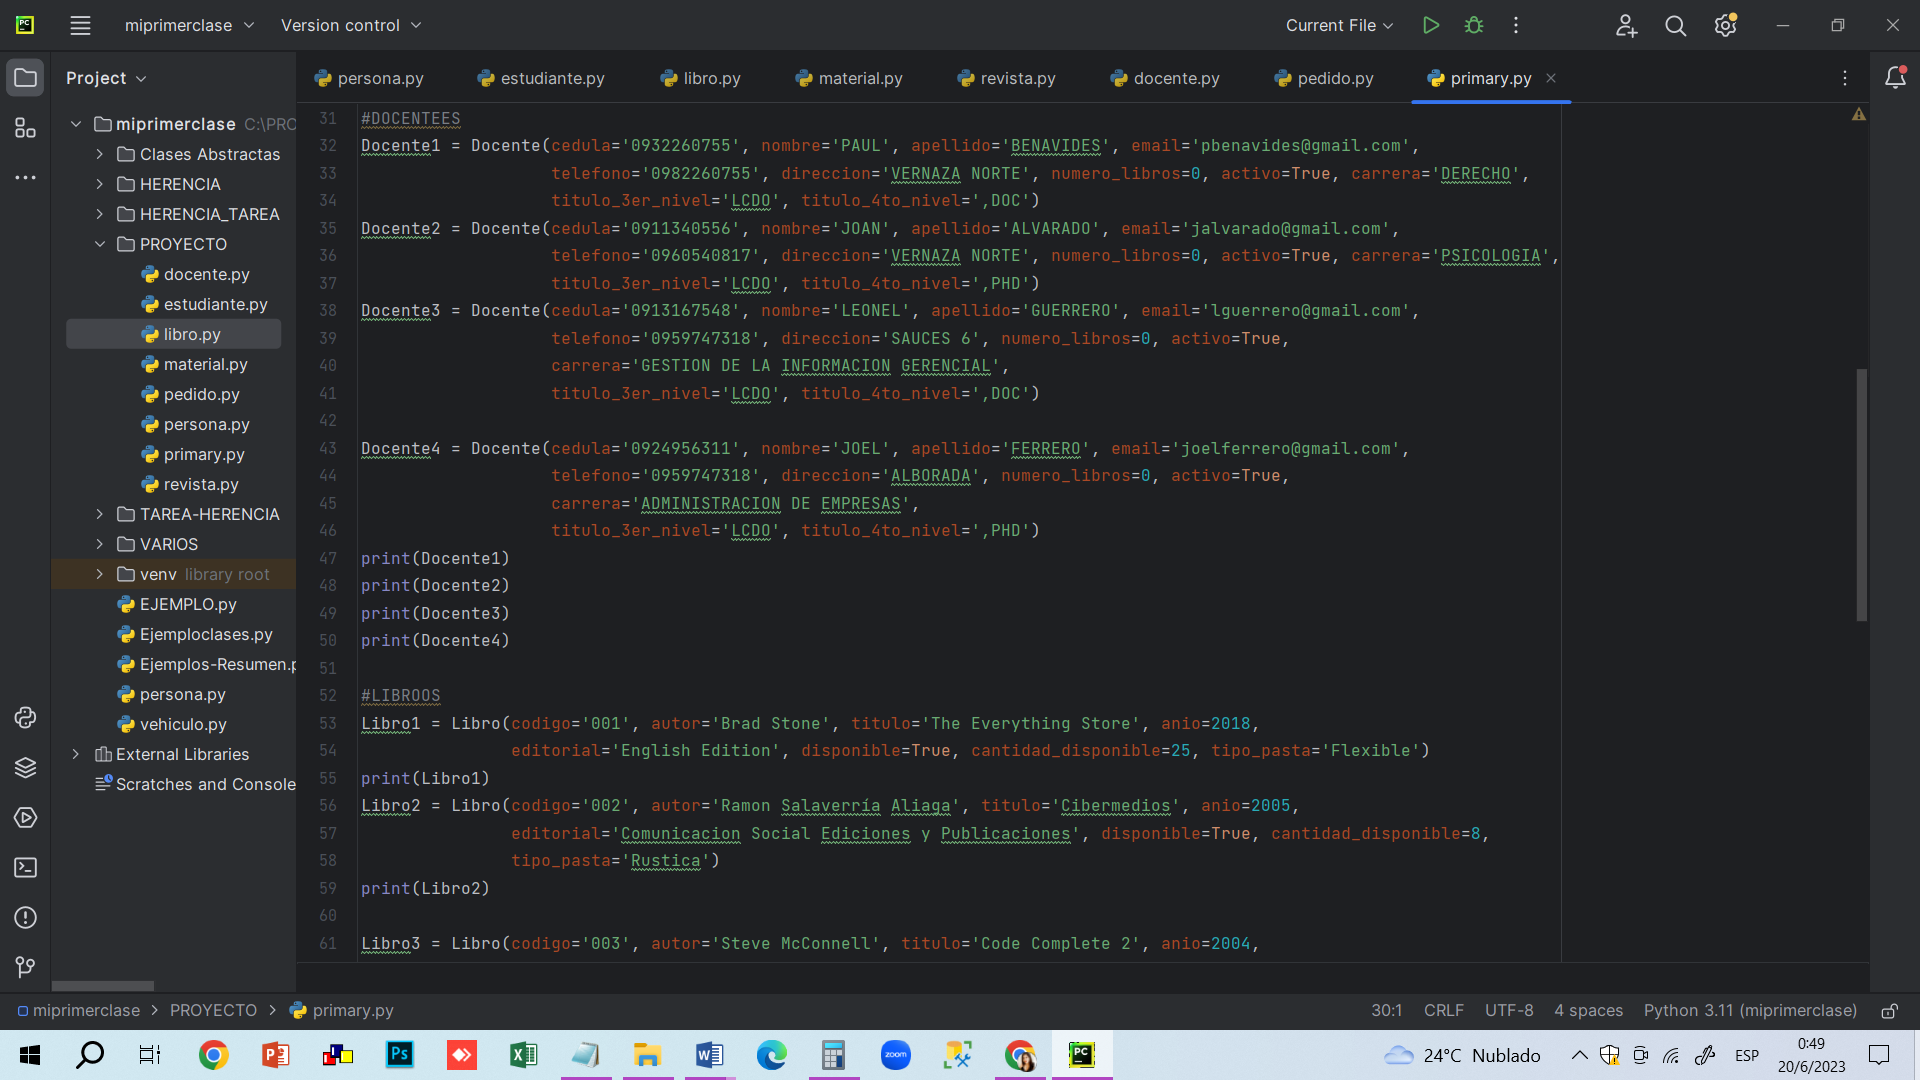 miprimerclase
Version control
Current File
Project
persona.py
estudiante.py
libro.py
material.py
revista.py
docente.py
pedido.py
primary.py
miprimerclase C:\PRO
Clases Abstractas
HERENCIA
HERENCIA_TAREA
PROYECTO
docente.py
estudiante.py
libro.py
material.py
pedido.py
persona.py
primary.py
revista.py
TAREA-HERENCIA
VARIOS
venv library root
EJEMPLO.py
Ejemploclases.py
Ejemplos-Resumen.p
persona.py
vehiculo.py
External Libraries
Scratches and Console
31 #DOCENTEES
32 Docente1 = Docente(cedula='0932260755', nombre='PAUL', apellido='BENAVIDES', email='pbenavides@gmail.com',
33 telefono='0982260755', direccion='VERNAZA NORTE', numero_libros=0, activo=True, carrera='DERECHO',
34 titulo_3er_nivel='LCDO', titulo_4to_nivel=',DOC')
35 Docente2 = Docente(cedula='0911340556', nombre='JOAN', apellido='ALVARADO', email='jalvarado@gmail.com',
36 telefono='0960540817', direccion='VERNAZA NORTE', numero_libros=0, activo=True, carrera='PSICOLOGIA',
37 titulo_3er_nivel='LCDO', titulo_4to_nivel=',PHD')
38 Docente3 = Docente(cedula='0913167548', nombre='LEONEL', apellido='GUERRERO', email='lguerrero@gmail.com',
39 telefono='0959747318', direccion='SAUCES 6', numero_libros=0, activo=True,
40 carrera='GESTION DE LA INFORMACION GERENCIAL',
41 titulo_3er_nivel='LCDO', titulo_4to_nivel=',DOC')
42
43 Docente4 = Docente(cedula='0924956311', nombre='JOEL', apellido='FERRERO', email='joelferrero@gmail.com',
44 telefono='0959747318', direccion='ALBORADA', numero_libros=0, activo=True,
45 carrera='ADMINISTRACION DE EMPRESAS',
46 titulo_3er_nivel='LCDO', titulo_4to_nivel=',PHD')
47 print(Docente1)
48 print(Docente2)
49 print(Docente3)
50 print(Docente4)
51
52 #LIBROOS
53 Libro1 = Libro(codigo='001', autor='Brad Stone', titulo='The Everything Store', anio=2018,
54 editorial='English Edition', disponible=True, cantidad_disponible=25, tipo_pasta='Flexible')
55 print(Libro1)
56 Libro2 = Libro(codigo='002', autor='Ramon Salaverría Aliaga', titulo='Cibermedios', anio=2005,
57 editorial='Comunicacion Social Ediciones y Publicaciones', disponible=True, cantidad_disponible=8,
58 tipo_pasta='Rustica')
59 print(Libro2)
60
61 Libro3 = Libro(codigo='003', autor='Steve McConnell', titulo='Code Complete 2', anio=2004,
miprimerclase > PROYECTO > primary.py
30:1 CRLF UTF-8 4 spaces Python 3.11 (miprimerclase)
24°C Nublado
ESP
0:49
20/6/2023